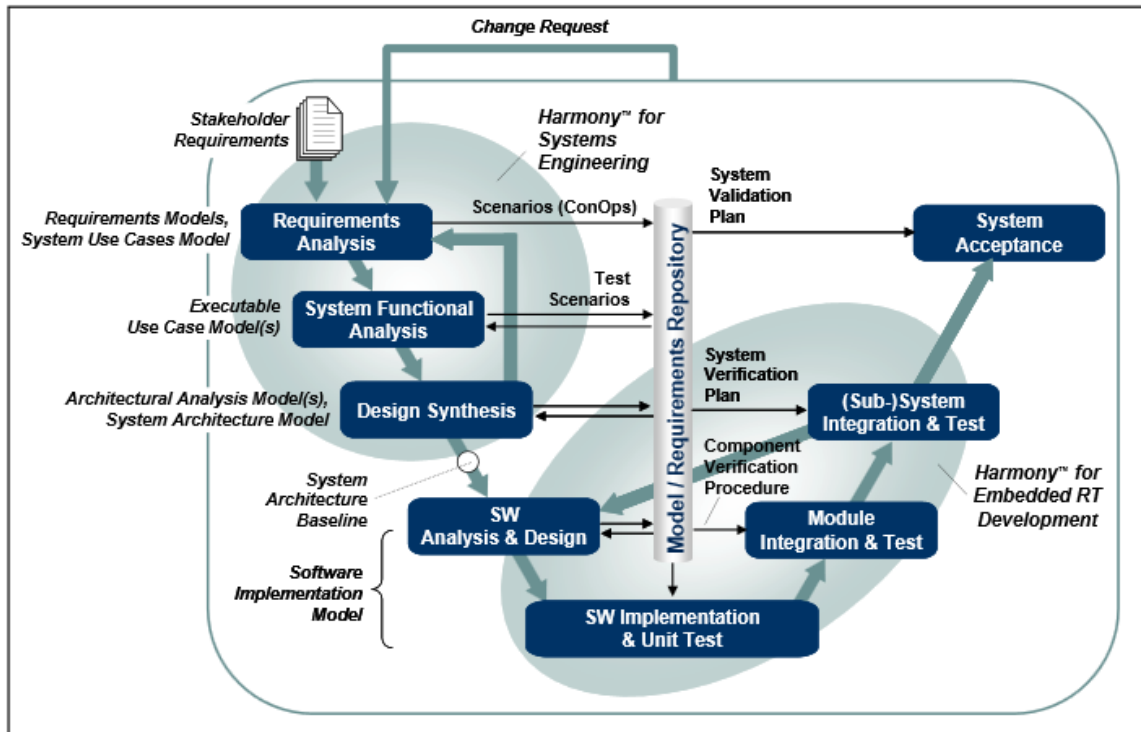 Change Request
Stakeholder
Requirements
Harmony™ for
Systems
Engineering
Requirements Models,
System Use Cases Model
Requirements
Analysis
Scenarios (ConOps)
System
Validation
Plan
System
Acceptance
Executable
Use Case Model(s)
System Functional
Analysis
Test
Scenarios
Model / Requirements Repository
Architectural Analysis Model(s),
System Architecture Model
Design Synthesis
System
Verification
Plan
(Sub-)System
Integration & Test
System
Architecture
Baseline
Component
Verification
Procedure
Harmony™ for
Embedded RT
Development
SW
Analysis & Design
Module
Integration & Test
Software
Implementation
Model
SW Implementation
& Unit Test